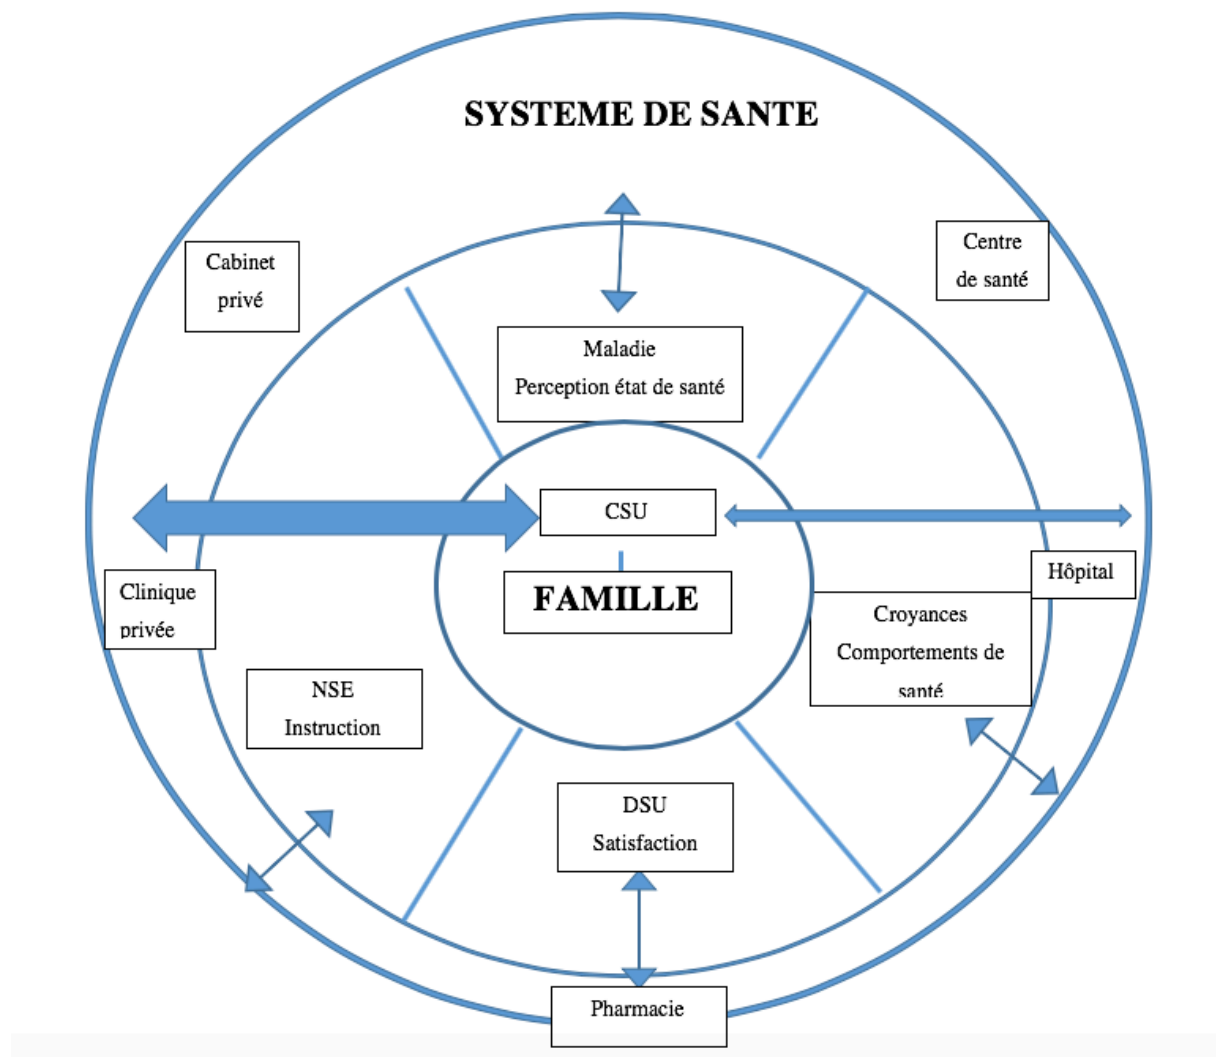 SYSTEME DE SANTE
Cabinet
privé
Centre
de santé
Maladie
Perception état de santé
CSU
FAMILLE
Hôpital
Clinique
privée
Croyances
Comportements de
santé
NSE
Instruction
DSU
Satisfaction
Pharmacie